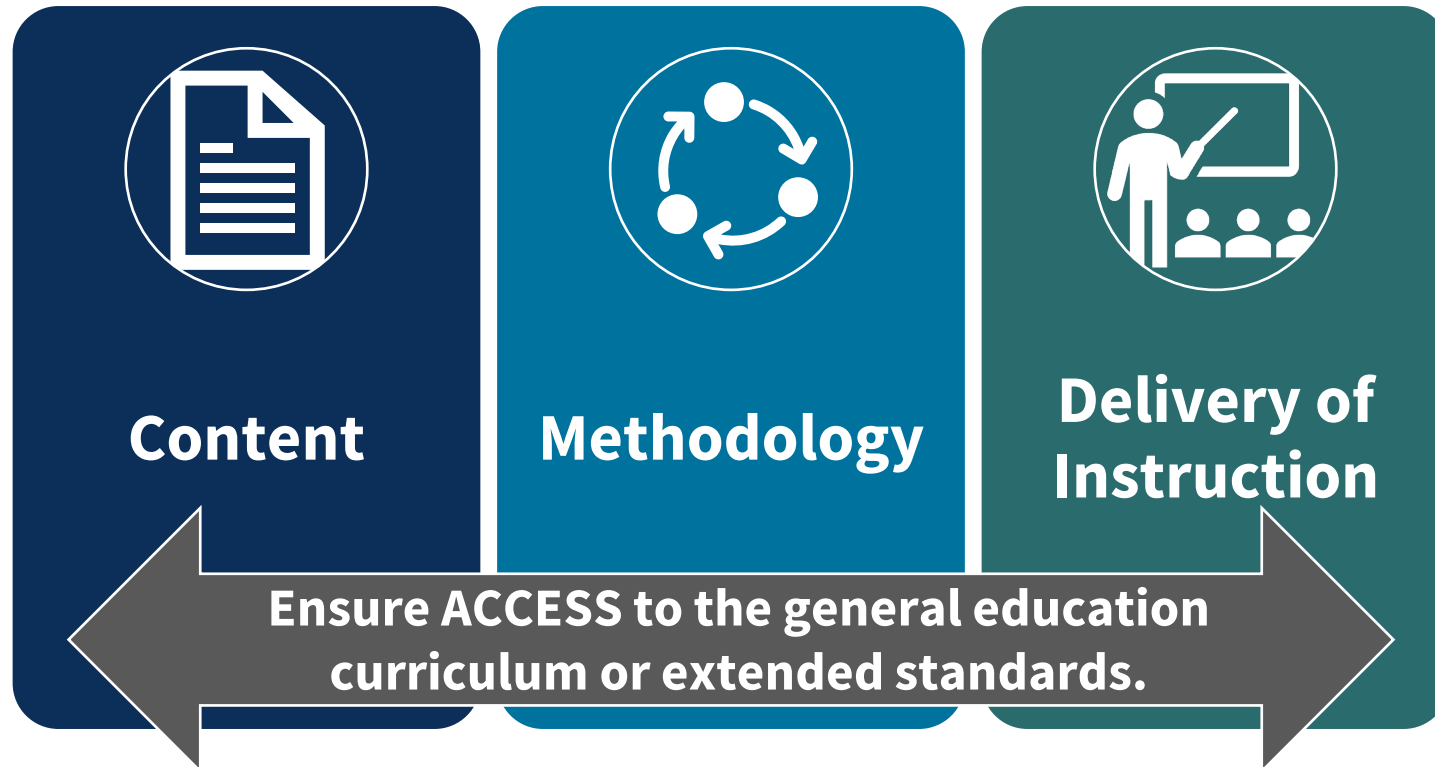 Content
Methodology
Delivery of
Instruction
Ensure ACCESS to the general education
curriculum or extended standards.